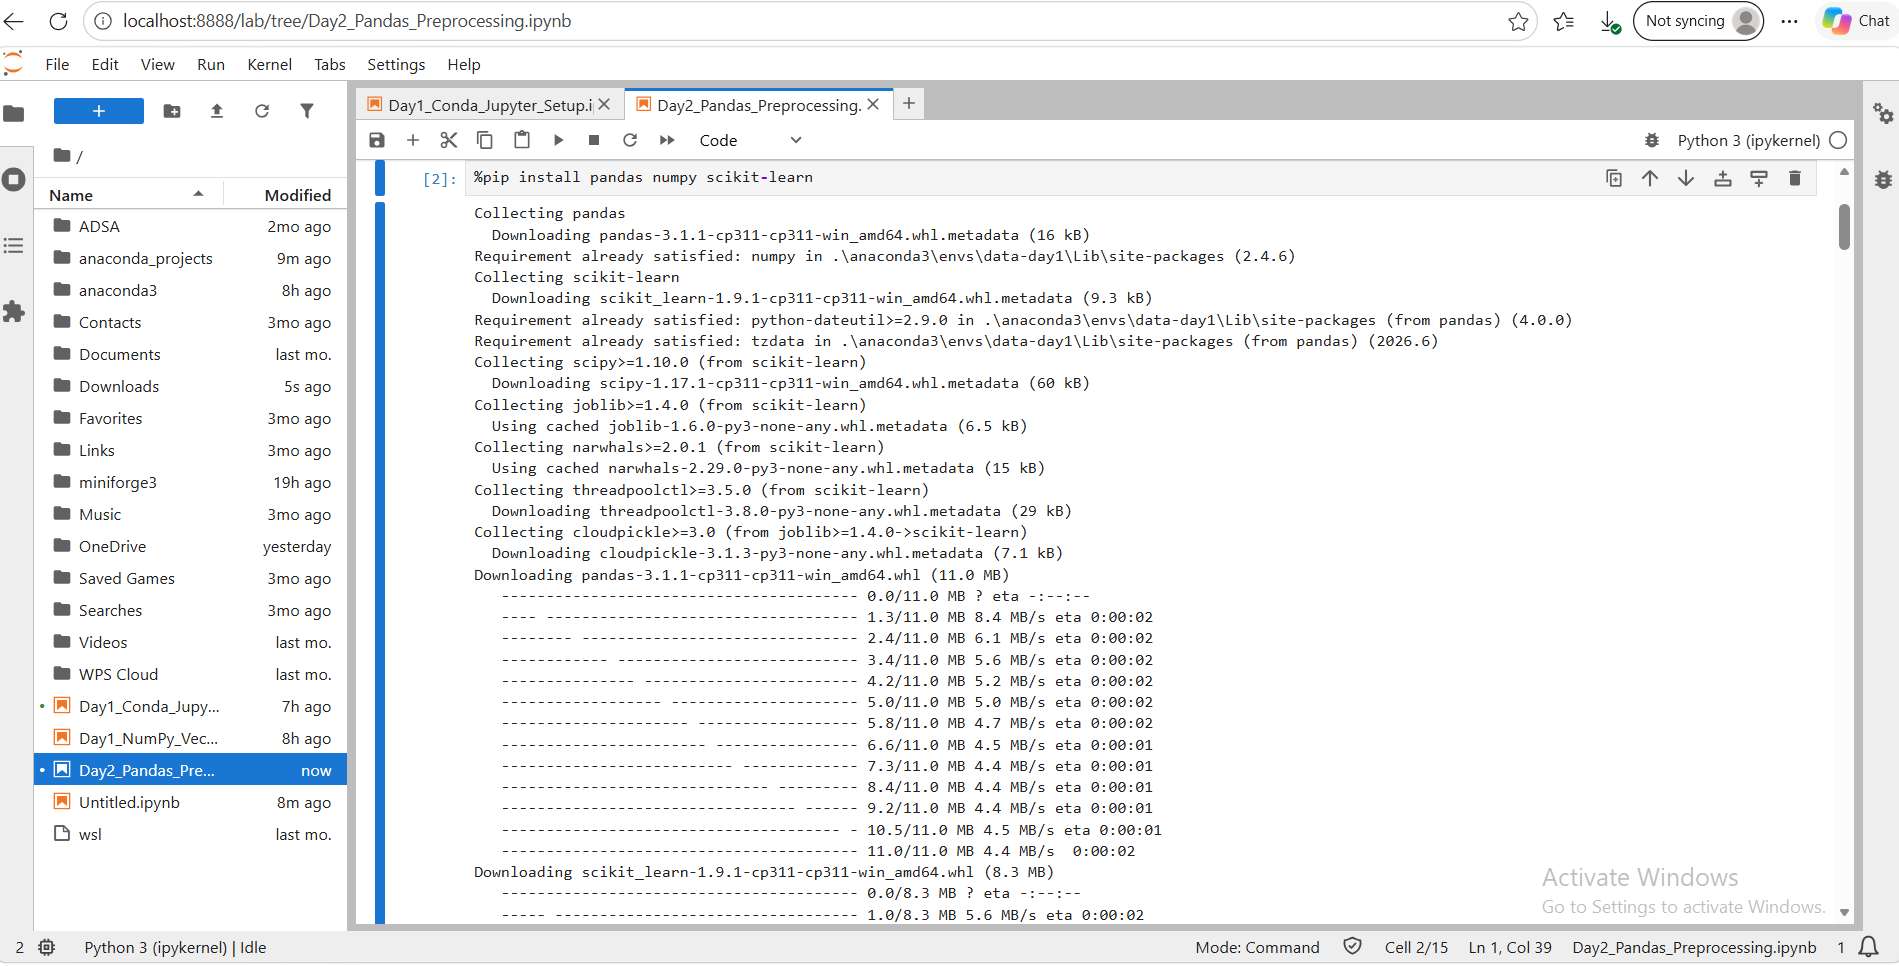 localhost:8888/lab/tree/Day2_Pandas_Preprocessing.ipynb
Not syncing
Chat
File Edit View Run Kernel Tabs Settings Help
Day1_Conda_Jupyter_Setup.i
Day2_Pandas_Preprocessing.
Code
Python 3 (ipykernel)
/
Name Modified
ADSA 2mo ago
anaconda_projects 9m ago
anaconda3 8h ago
Contacts 3mo ago
Documents last mo.
Downloads 5s ago
Favorites 3mo ago
Links 3mo ago
miniforge3 19h ago
Music 3mo ago
OneDrive yesterday
Saved Games 3mo ago
Searches 3mo ago
Videos last mo.
WPS Cloud last mo.
Day1_Conda_Jupy... 7h ago
Day1_NumPy_Vec... 8h ago
Day2_Pandas_Pre... now
Untitled.ipynb 8m ago
wsl last mo.
[2]: %pip install pandas numpy scikit-learn
Collecting pandas
Downloading pandas-3.1.1-cp311-cp311-win_amd64.whl.metadata (16 kB)
Requirement already satisfied: numpy in .\anaconda3\envs\data-day1\Lib\site-packages (2.4.6)
Collecting scikit-learn
Downloading scikit_learn-1.9.1-cp311-cp311-win_amd64.whl.metadata (9.3 kB)
Requirement already satisfied: python-dateutil>=2.9.0 in .\anaconda3\envs\data-day1\Lib\site-packages (from pandas) (4.0.0)
Requirement already satisfied: tzdata in .\anaconda3\envs\data-day1\Lib\site-packages (from pandas) (2026.6)
Collecting scipy>=1.10.0 (from scikit-learn)
Downloading scipy-1.17.1-cp311-cp311-win_amd64.whl.metadata (60 kB)
Collecting joblib>=1.4.0 (from scikit-learn)
Using cached joblib-1.6.0-py3-none-any.whl.metadata (6.5 kB)
Collecting narwhals>=2.0.1 (from scikit-learn)
Using cached narwhals-2.29.0-py3-none-any.whl.metadata (15 kB)
Collecting threadpoolctl>=3.5.0 (from scikit-learn)
Downloading threadpoolctl-3.8.0-py3-none-any.whl.metadata (29 kB)
Collecting cloudpickle>=3.0 (from joblib>=1.4.0->scikit-learn)
Downloading cloudpickle-3.1.3-py3-none-any.whl.metadata (7.1 kB)
Downloading pandas-3.1.1-cp311-cp311-win_amd64.whl (11.0 MB)
---------------------------------------- 0.0/11.0 MB ? eta -:--:--
---- ----------------------------------- 1.3/11.0 MB 8.4 MB/s eta 0:00:02
-------- ------------------------------- 2.4/11.0 MB 6.1 MB/s eta 0:00:02
------------ --------------------------- 3.4/11.0 MB 5.6 MB/s eta 0:00:02
--------------- ------------------------ 4.2/11.0 MB 5.2 MB/s eta 0:00:02
------------------ --------------------- 5.0/11.0 MB 5.0 MB/s eta 0:00:02
--------------------- ------------------ 5.8/11.0 MB 4.7 MB/s eta 0:00:02
----------------------- ---------------- 6.6/11.0 MB 4.5 MB/s eta 0:00:01
-------------------------- ------------- 7.3/11.0 MB 4.4 MB/s eta 0:00:01
------------------------------ --------- 8.4/11.0 MB 4.4 MB/s eta 0:00:01
--------------------------------- ------ 9.2/11.0 MB 4.4 MB/s eta 0:00:01
-------------------------------------- - 10.5/11.0 MB 4.5 MB/s eta 0:00:01
---------------------------------------- 11.0/11.0 MB 4.4 MB/s 0:00:02
Downloading scikit_learn-1.9.1-cp311-cp311-win_amd64.whl (8.3 MB)
---------------------------------------- 0.0/8.3 MB ? eta -:--:--
----- ---------------------------------- 1.0/8.3 MB 5.6 MB/s eta 0:00:02
Activate Windows
Go to Settings to activate Windows.
2 Python 3 (ipykernel) | Idle
Mode: Command Cell 2/15 Ln 1, Col 39 Day2_Pandas_Preprocessing.ipynb 1